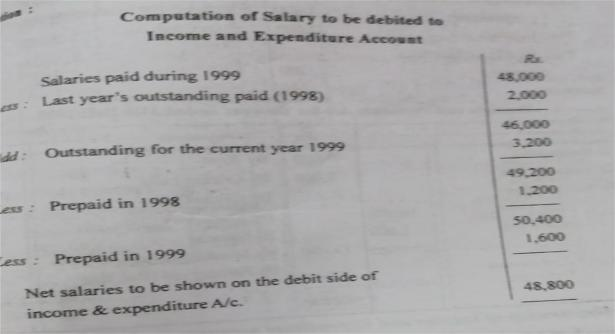 Computation of Salary to be debited to
Income and Expenditure Account
Rs.
Salaries paid during 1999 48,000
ess : Last year's outstanding paid (1998) 2,000
46,000
dd : Outstanding for the current year 1999 3,200
49,200
ess : Prepaid in 1998 1,200
50,400
Less : Prepaid in 1999 1,600
Net salaries to be shown on the debit side of
income & expenditure A/c. 48,800